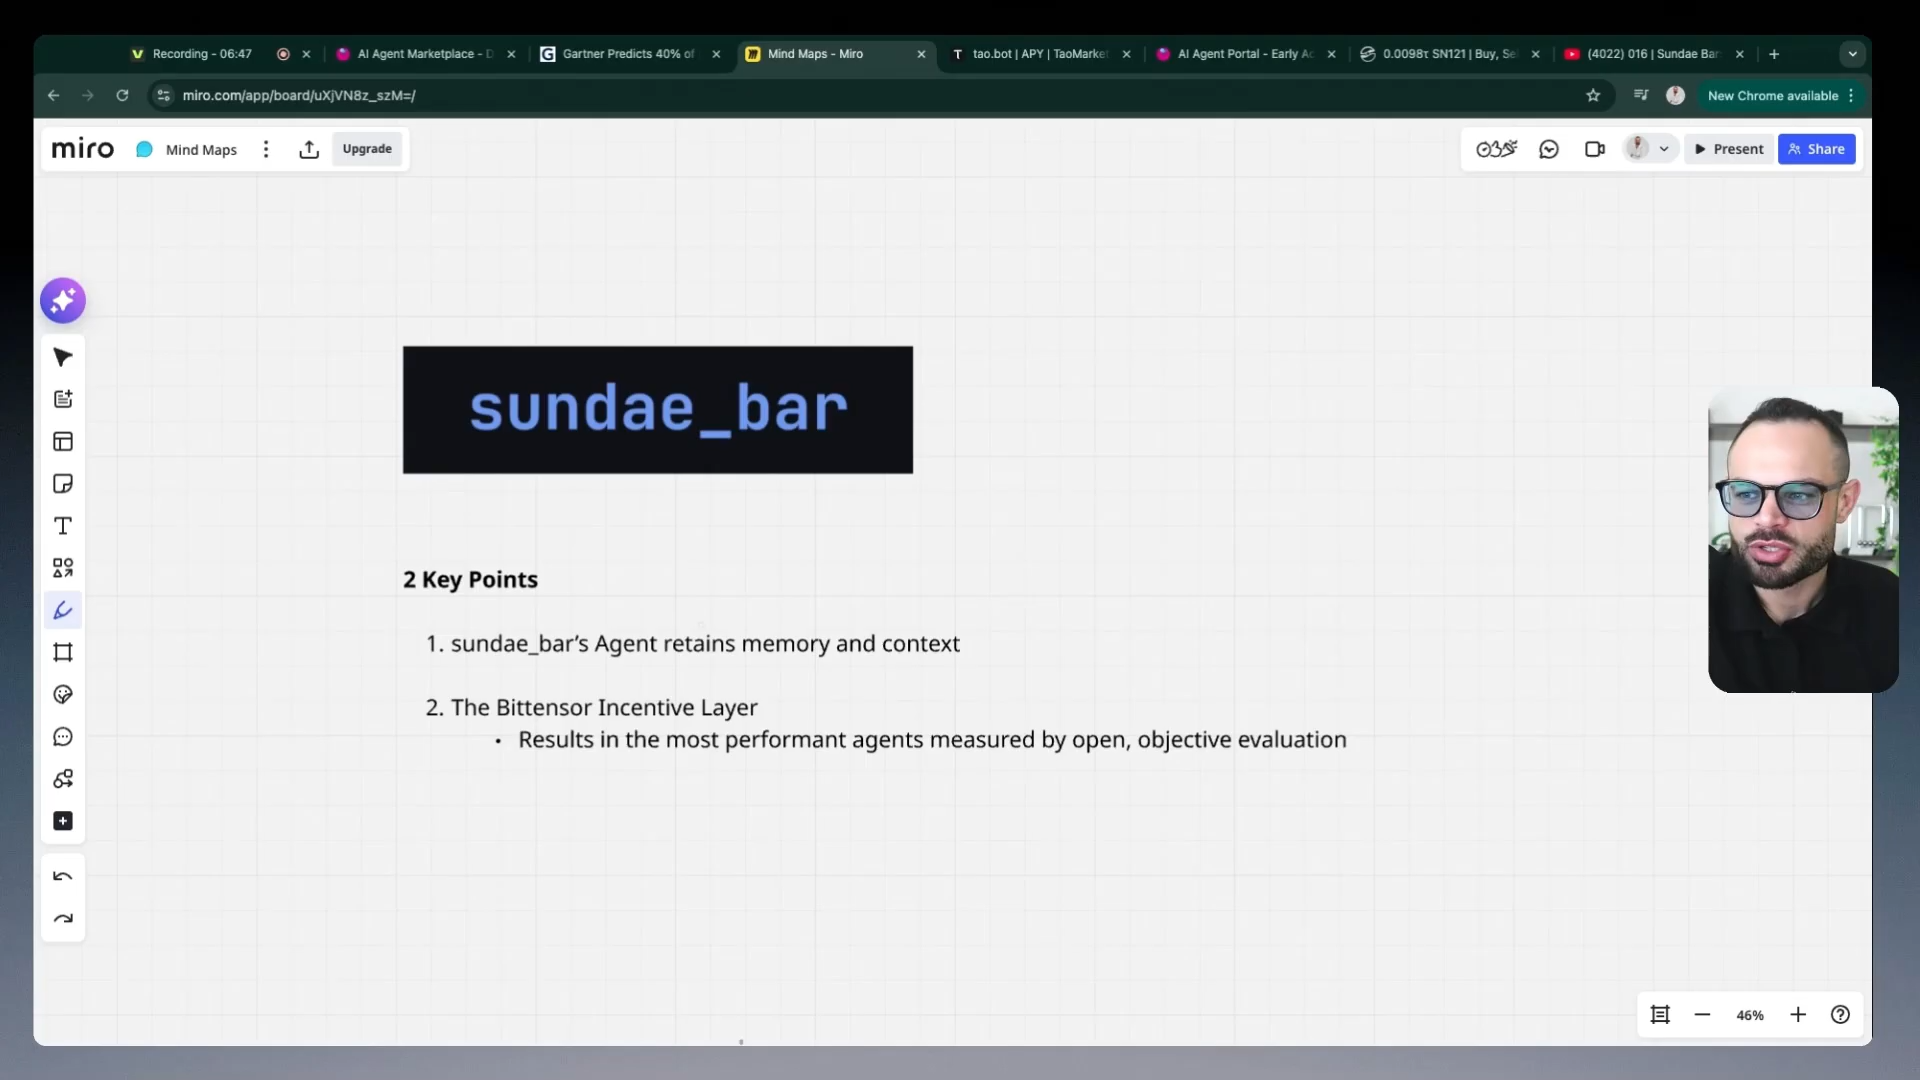 Recording - 06:47
AI Agent Marketplace - D
Gartner Predicts 40% of
Mind Maps - Miro
tao.bot | APY | TaoMarket
AI Agent Portal - Early Ac
0.0098τ SN121 | Buy, Se
(4022) 016 | Sundae Bar
miro.com/app/board/uXjVN8z_szM=/
New Chrome available
miro
Mind Maps
Upgrade
Present
Share
sundae_bar
2 Key Points
1. sundae_bar’s Agent retains memory and context
2. The Bittensor Incentive Layer
• Results in the most performant agents measured by open, objective evaluation
46%